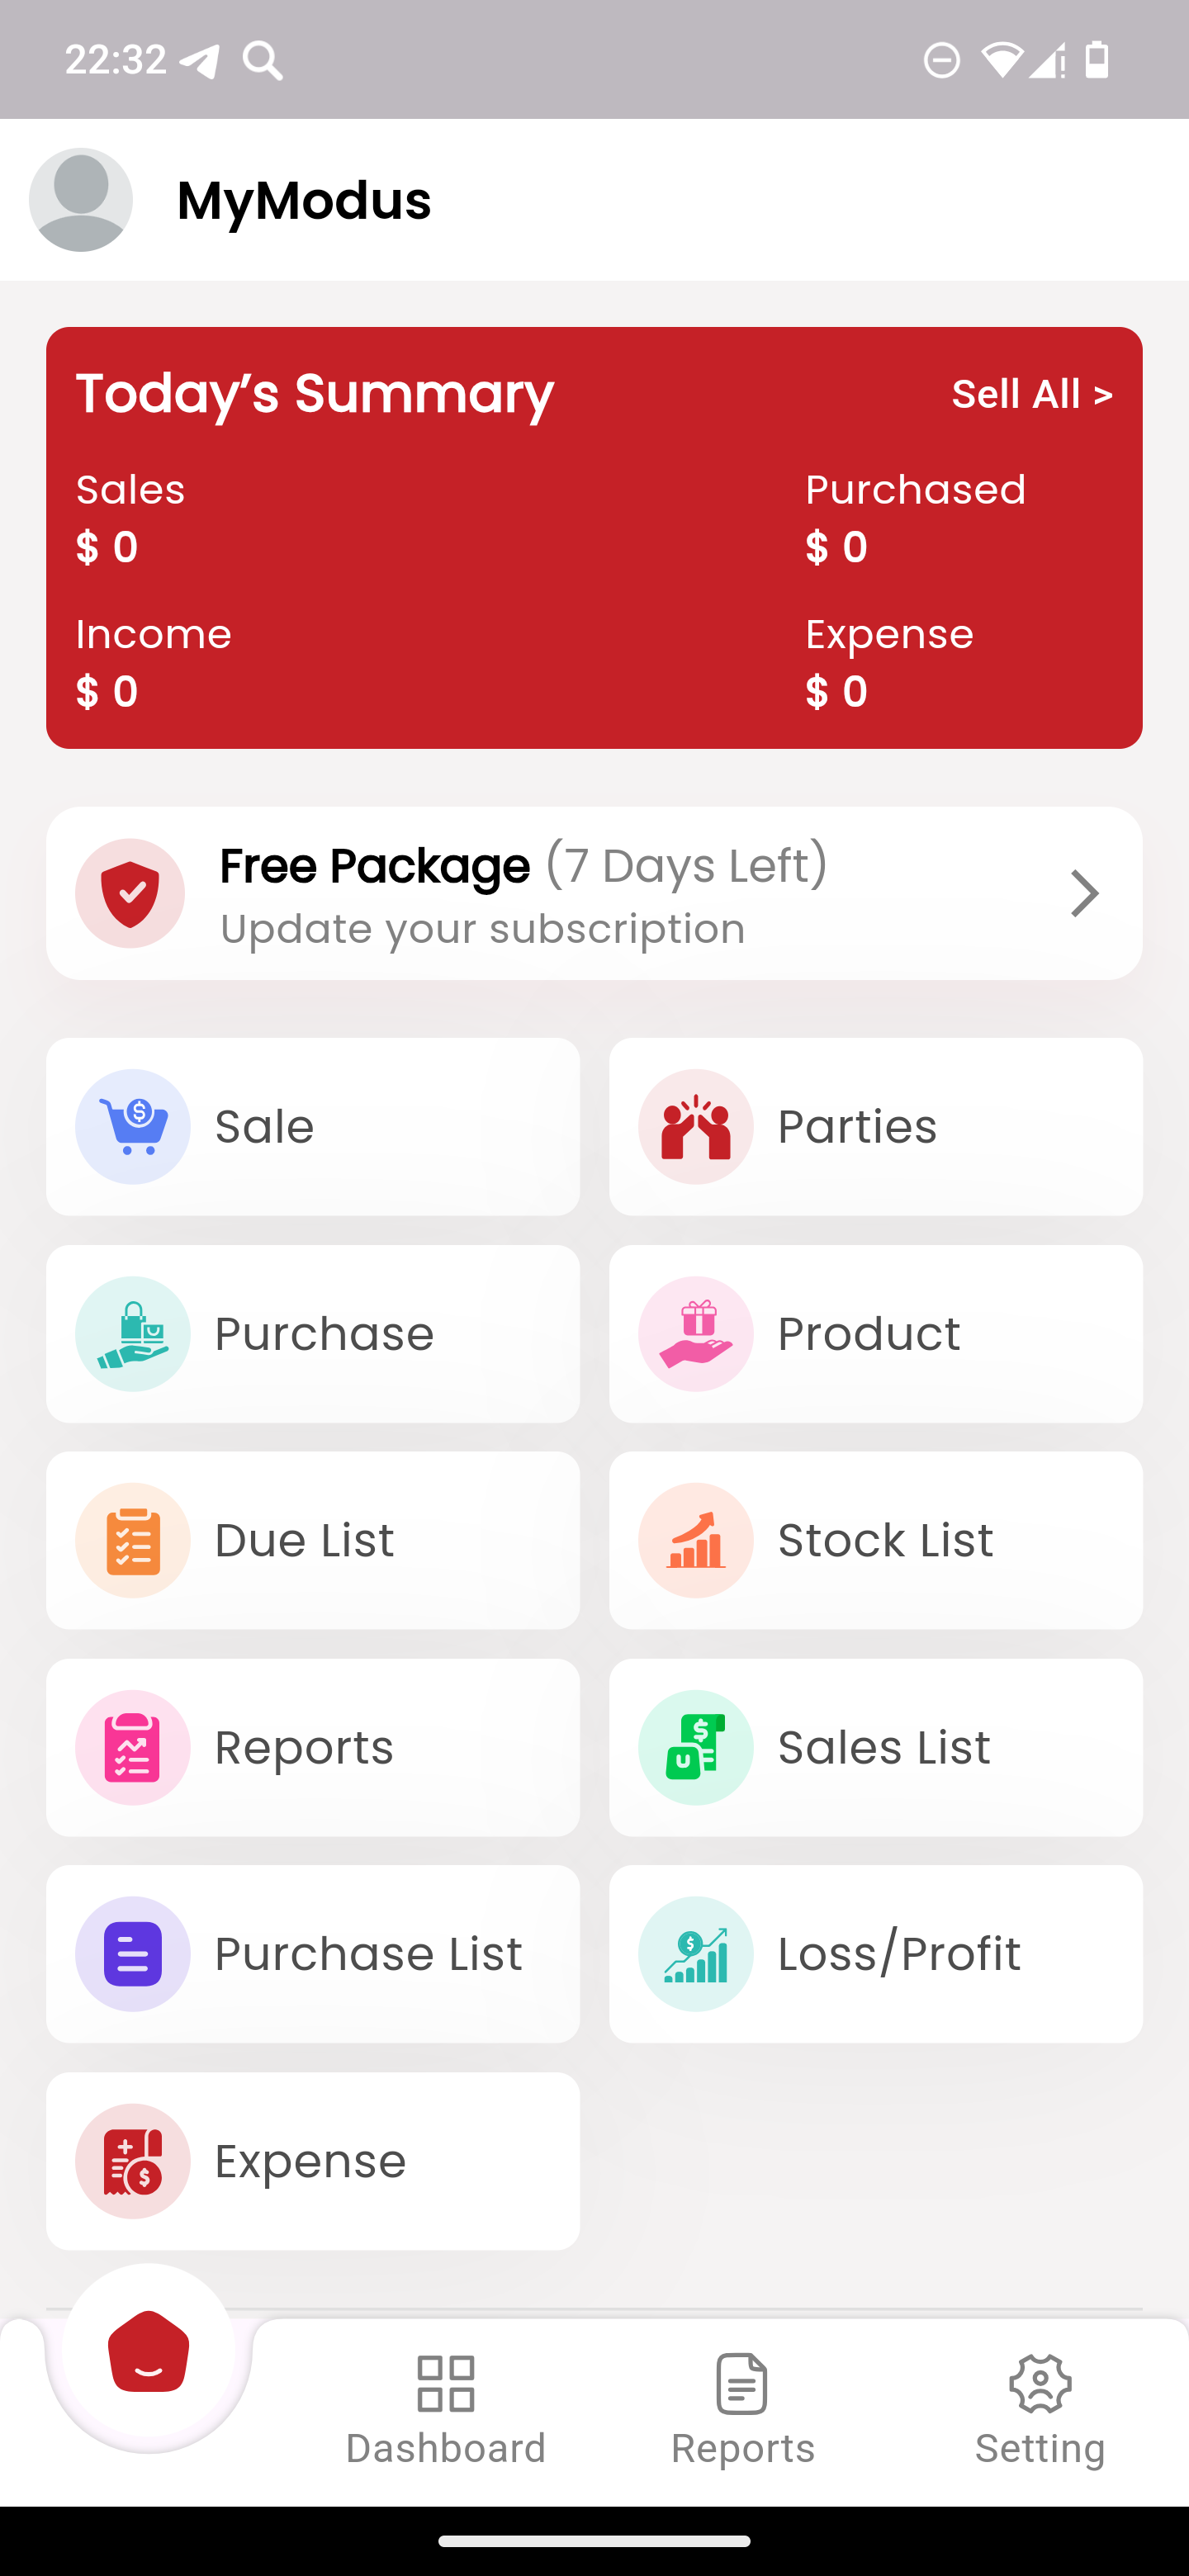 22:32
MyModus
Today’s Summary
Sell All >
Sales
Purchased
$ 0
$ 0
Income
Expense
$ 0
$ 0
Free Package (7 Days Left)
Update your subscription
Sale
Parties
Purchase
Product
Due List
Stock List
Reports
Sales List
Purchase List
Loss/Profit
Expense
Dashboard
Reports
Setting